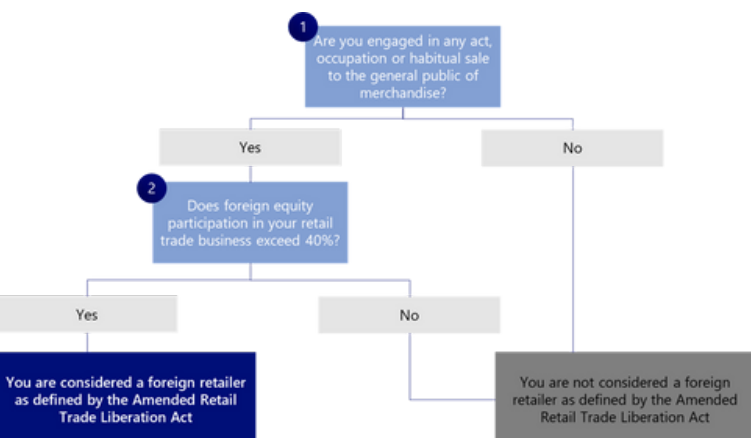 1
Are you engaged in any act,
occupation or habitual sale
to the general public of
merchandise?
Yes
No
2
Does foreign equity
participation in your retail
trade business exceed 40%?
Yes
No
You are considered a foreign retailer
as defined by the Amended Retail
Trade Liberation Act
You are not considered a foreign
retailer as defined by the Amended
Retail Trade Liberation Act